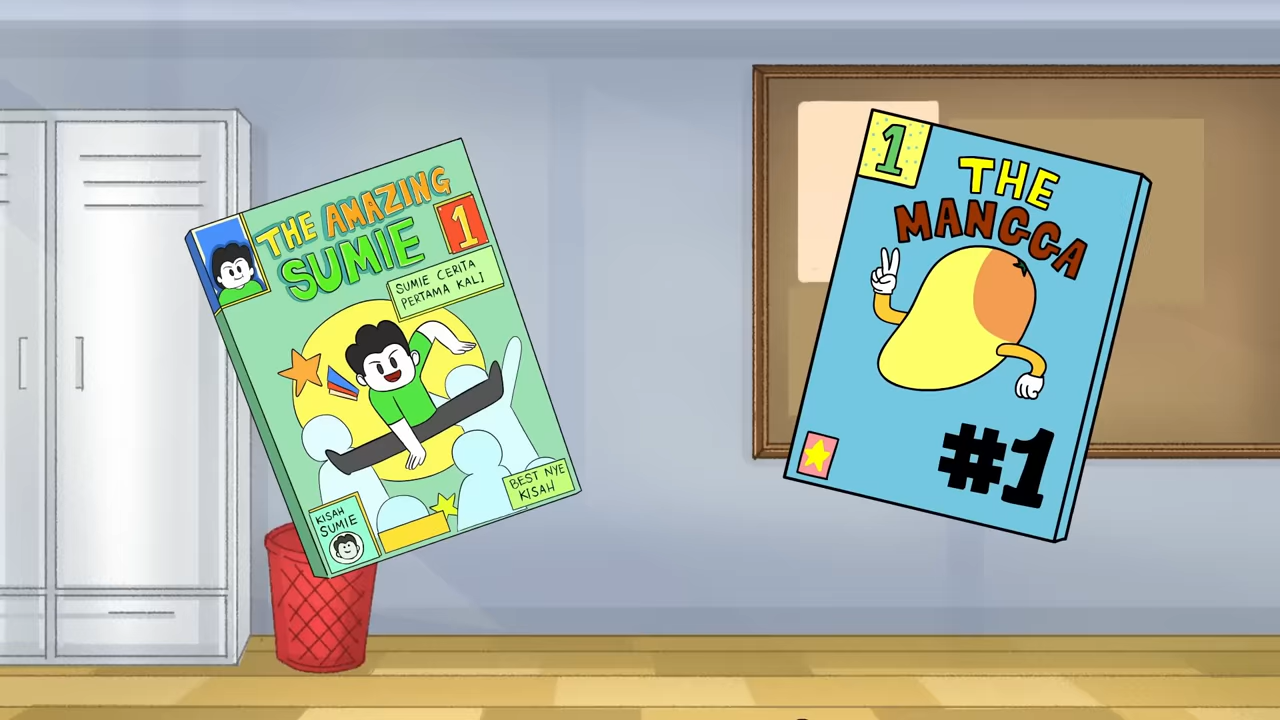 THE AMAZING
SUMIE
1
SUMIE CERITA
PERTAMA KALI
BEST NYE
KISAH
KISAH
SUMIE
1
THE
MANGGA
#1